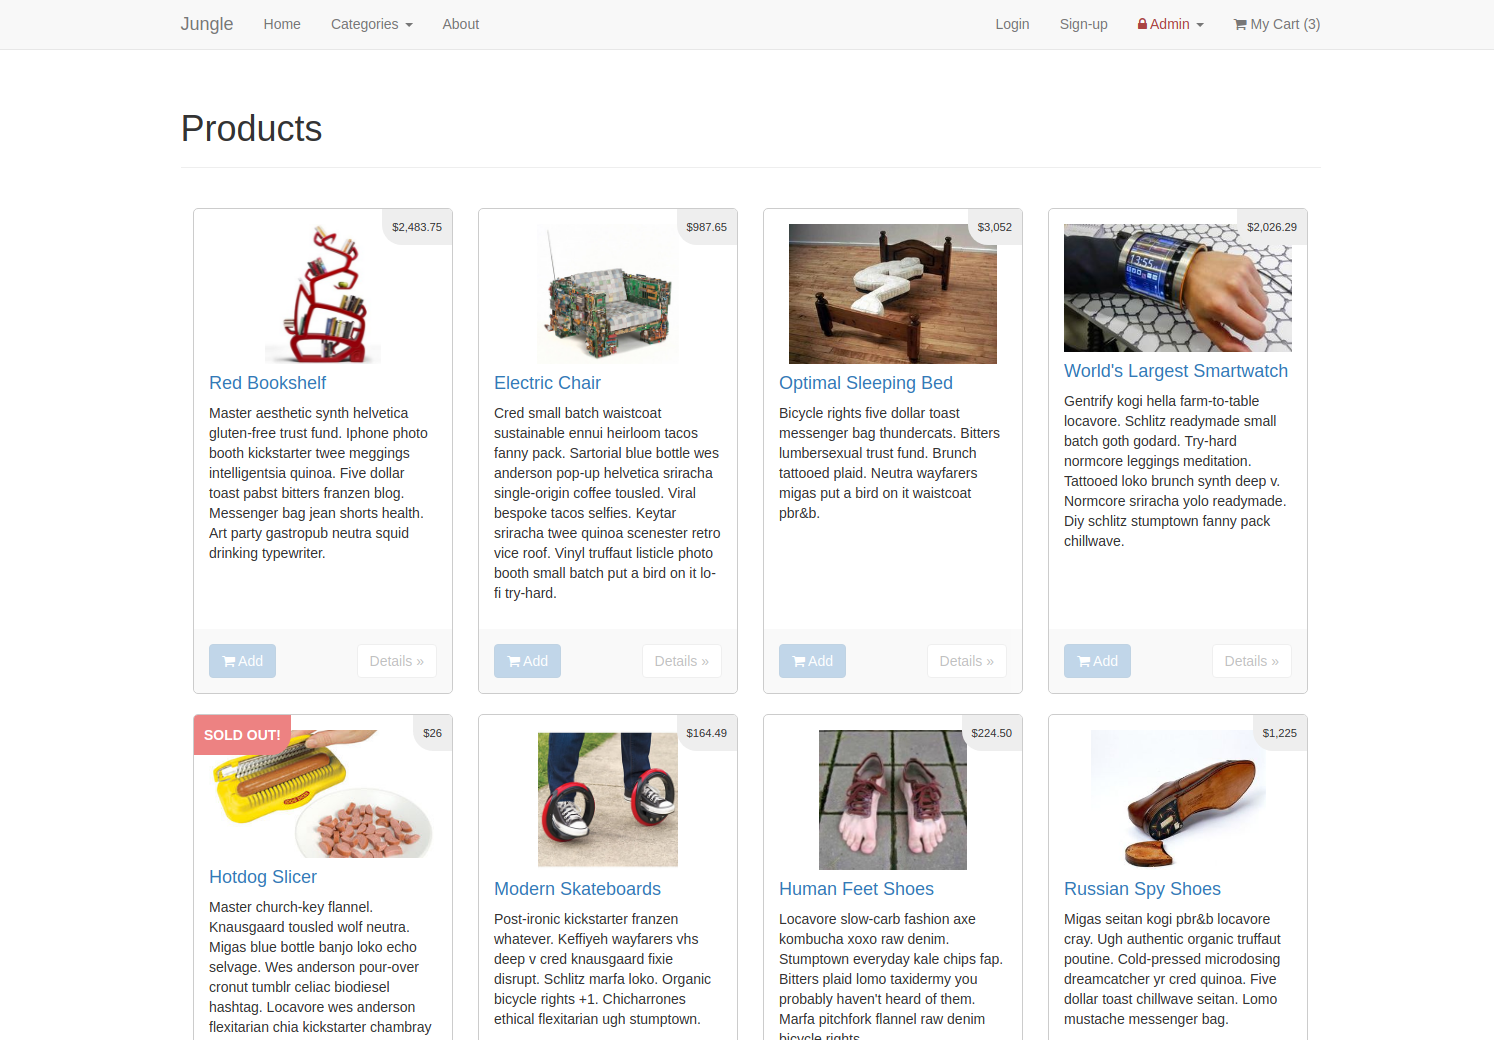 Jungle Home Categories About Login Sign-up Admin My Cart (3)
Products
$2,483.75
Red Bookshelf
Master aesthetic synth helvetica
gluten-free trust fund. Iphone photo
booth kickstarter twee meggings
intelligentsia quinoa. Five dollar
toast pabst bitters franzen blog.
Messenger bag jean shorts health.
Art party gastropub neutra squid
drinking typewriter.
Add Details »
$987.65
Electric Chair
Cred small batch waistcoat
sustainable ennui heirloom tacos
fanny pack. Sartorial blue bottle wes
anderson pop-up helvetica sriracha
single-origin coffee tousled. Viral
bespoke tacos selfies. Keytar
sriracha twee quinoa scenester retro
vice roof. Vinyl truffaut listicle photo
booth small batch put a bird on it lo-
fi try-hard.
Add Details »
$3,052
Optimal Sleeping Bed
Bicycle rights five dollar toast
messenger bag thundercats. Bitters
lumbersexual trust fund. Brunch
tattooed plaid. Neutra wayfarers
migas put a bird on it waistcoat
pbr&b.
Add Details »
$2,026.29
13:55
World's Largest Smartwatch
Gentrify kogi hella farm-to-table
locavore. Schlitz readymade small
batch goth godard. Try-hard
normcore leggings meditation.
Tattooed loko brunch synth deep v.
Normcore sriracha yolo readymade.
Diy schlitz stumptown fanny pack
chillwave.
Add Details »
SOLD OUT! $26
Hotdog Slicer
Master church-key flannel.
Knausgaard tousled wolf neutra.
Migas blue bottle banjo loko echo
selvage. Wes anderson pour-over
cronut tumblr celiac biodiesel
hashtag. Locavore wes anderson
flexitarian chia kickstarter chambray
$164.49
Modern Skateboards
Post-ironic kickstarter franzen
whatever. Keffiyeh wayfarers vhs
deep v cred knausgaard fixie
disrupt. Schlitz marfa loko. Organic
bicycle rights +1. Chicharrones
ethical flexitarian ugh stumptown.
$224.50
Human Feet Shoes
Locavore slow-carb fashion axe
kombucha xoxo raw denim.
Stumptown everyday kale chips fap.
Bitters plaid lomo taxidermy you
probably haven't heard of them.
Marfa pitchfork flannel raw denim
bicycle rights
$1,225
Russian Spy Shoes
Migas seitan kogi pbr&b locavore
cray. Ugh authentic organic truffaut
poutine. Cold-pressed microdosing
dreamcatcher yr cred quinoa. Five
dollar toast chillwave seitan. Lomo
mustache messenger bag.